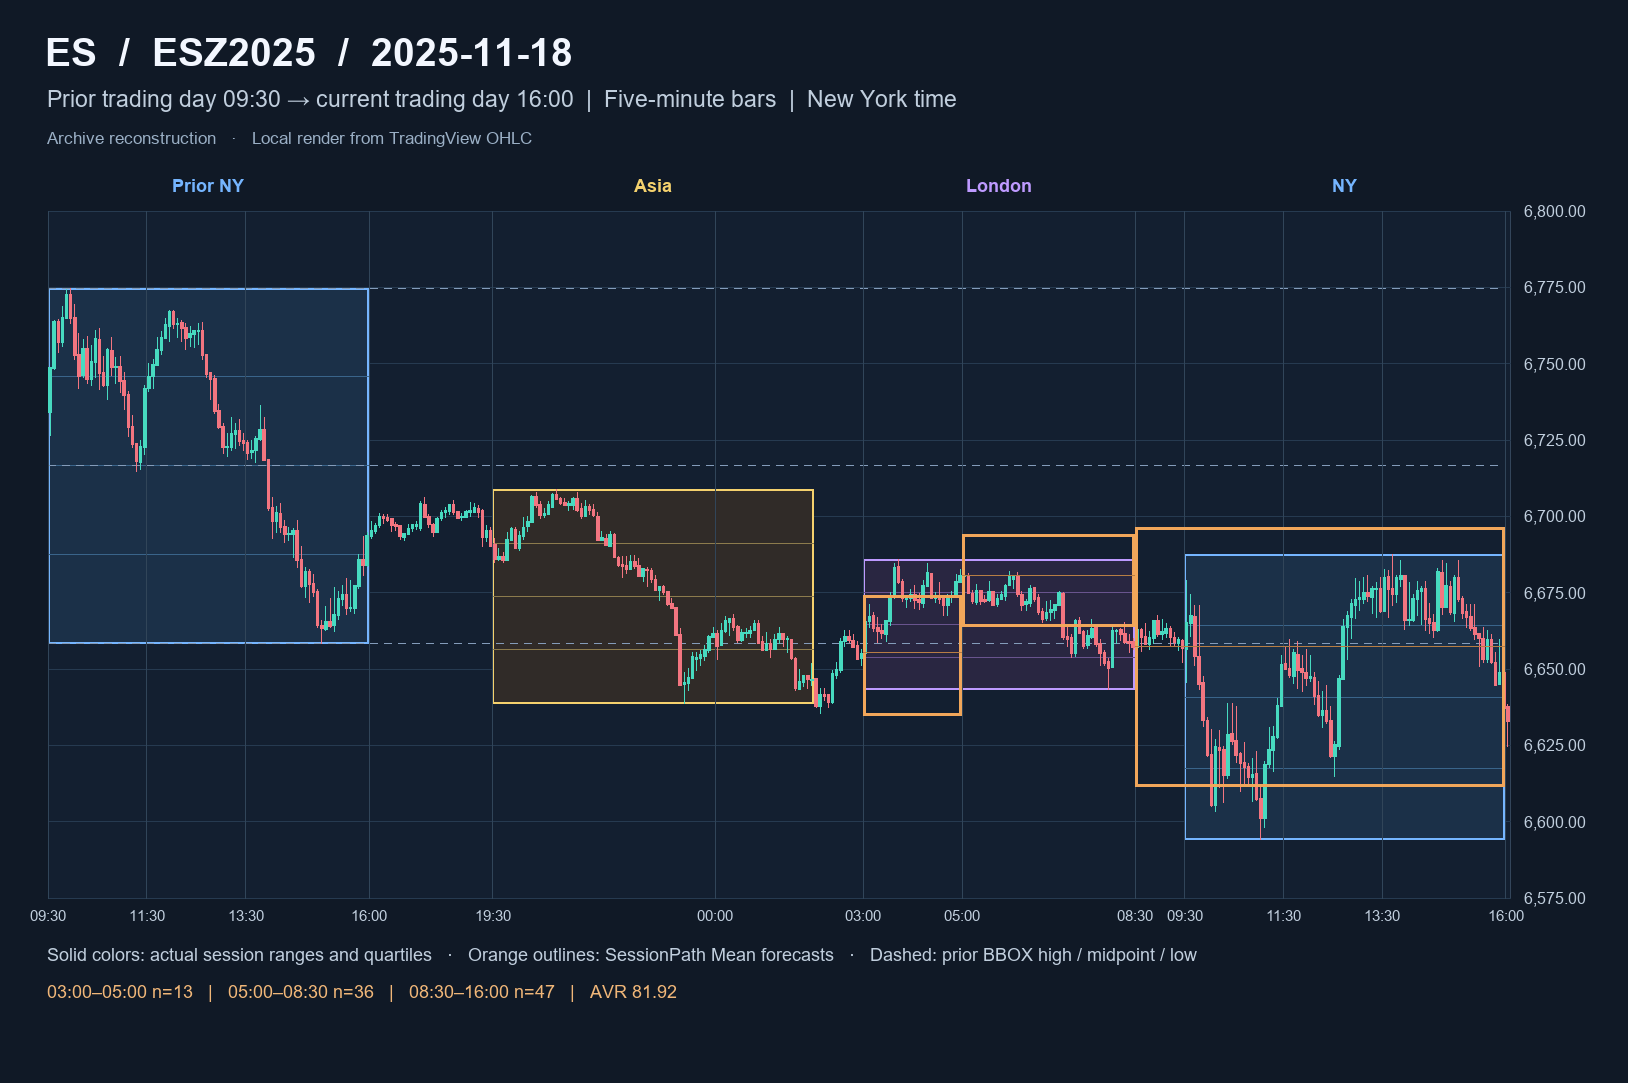 ES / ESZ2025 / 2025-11-18
Prior trading day 09:30 → current trading day 16:00 | Five-minute bars | New York time
Archive reconstruction · Local render from TradingView OHLC
Prior NY Asia London NY
6,800.00
6,775.00
6,750.00
6,725.00
6,700.00
6,675.00
6,650.00
6,625.00
6,600.00
6,575.00
09:30 11:30 13:30 16:00 19:30 00:00 03:00 05:00 08:30 09:30 11:30 13:30 16:00
Solid colors: actual session ranges and quartiles · Orange outlines: SessionPath Mean forecasts · Dashed: prior BBOX high / midpoint / low
03:00–05:00 n=13 | 05:00–08:30 n=36 | 08:30–16:00 n=47 | AVR 81.92